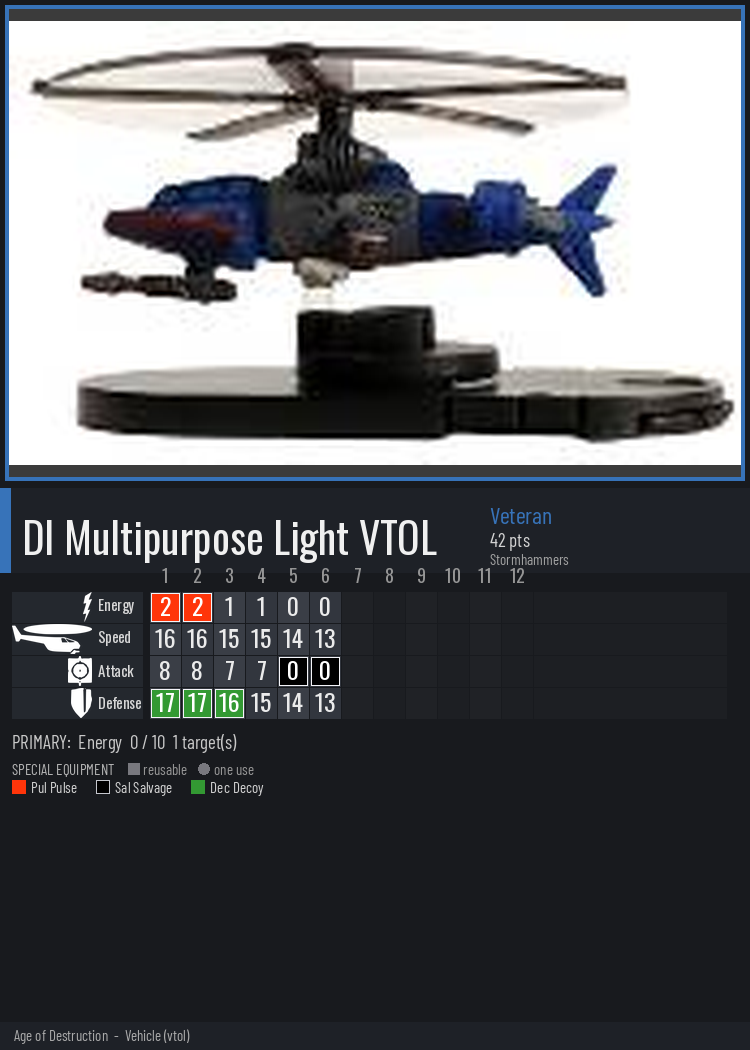 DI Multipurpose Light VTOL
Veteran
42 pts
Stormhammers
1 2 3 4 5 6 7 8 9 10 11 12
Energy 2 2 1 1 0 0
Speed 16 16 15 15 14 13
Attack 8 8 7 7 0 0
Defense 17 17 16 15 14 13
PRIMARY: Energy 0 / 10 1 target(s)
SPECIAL EQUIPMENT reusable one use
Pul Pulse Sal Salvage Dec Decoy
Age of Destruction - Vehicle (vtol)